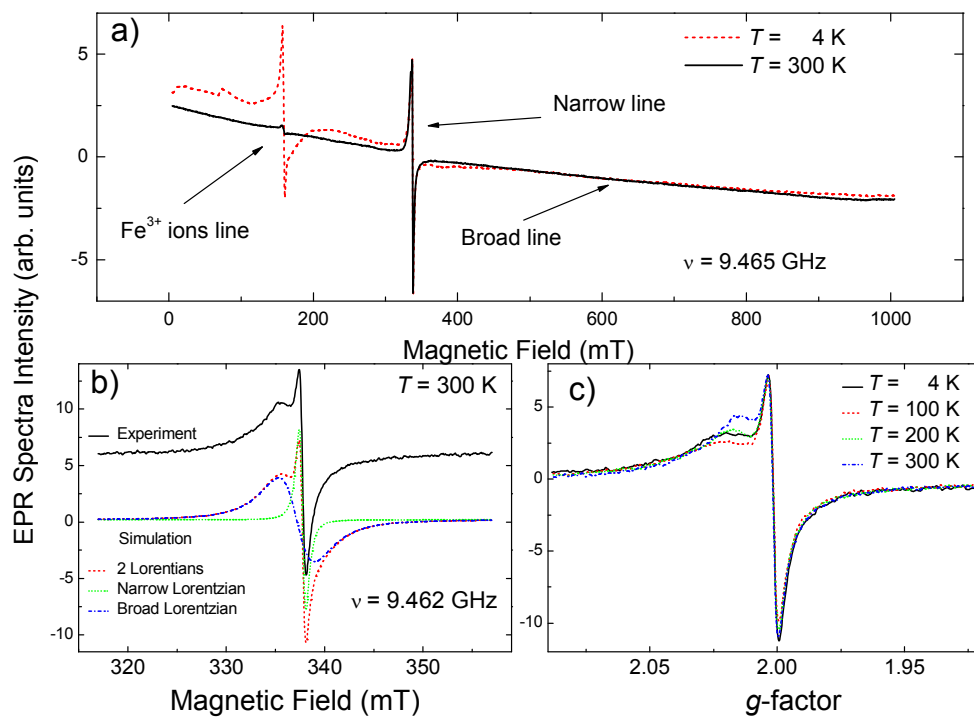 a)
T = 4 K
T = 300 K
Narrow line
Fe³⁺ ions line
Broad line
ν = 9.465 GHz
5
0
-5
0 200 400 600 800 1000
Magnetic Field (mT)
EPR Spectra Intensity (arb. units)
b)
T = 300 K
Experiment
Simulation
2 Lorentians
Narrow Lorentzian
Broad Lorentzian
ν = 9.462 GHz
10
5
0
-5
-10
320 330 340 350
Magnetic Field (mT)
c)
T = 4 K
T = 100 K
T = 200 K
T = 300 K
5
0
-5
-10
2.05 2.00 1.95
g-factor